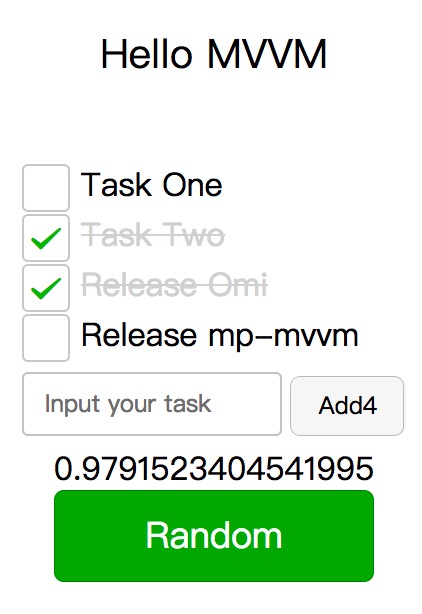 Hello MVVM
Task One
Task Two
Release Omi
Release mp-mvvm
Input your task
Add4
0.9791523404541995
Random